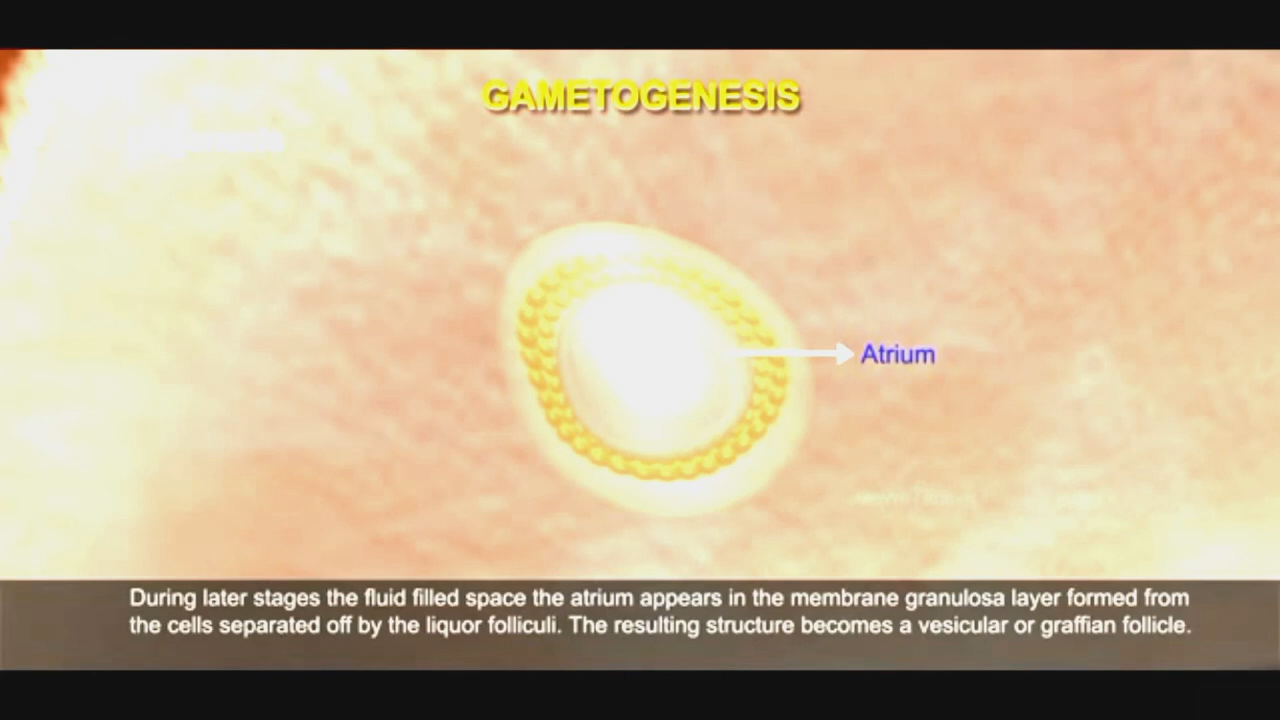 GAMETOGENESIS
Atrium
During later stages the fluid filled space the atrium appears in the membrane granulosa layer formed from
the cells separated off by the liquor folliculi. The resulting structure becomes a vesicular or graffian follicle.